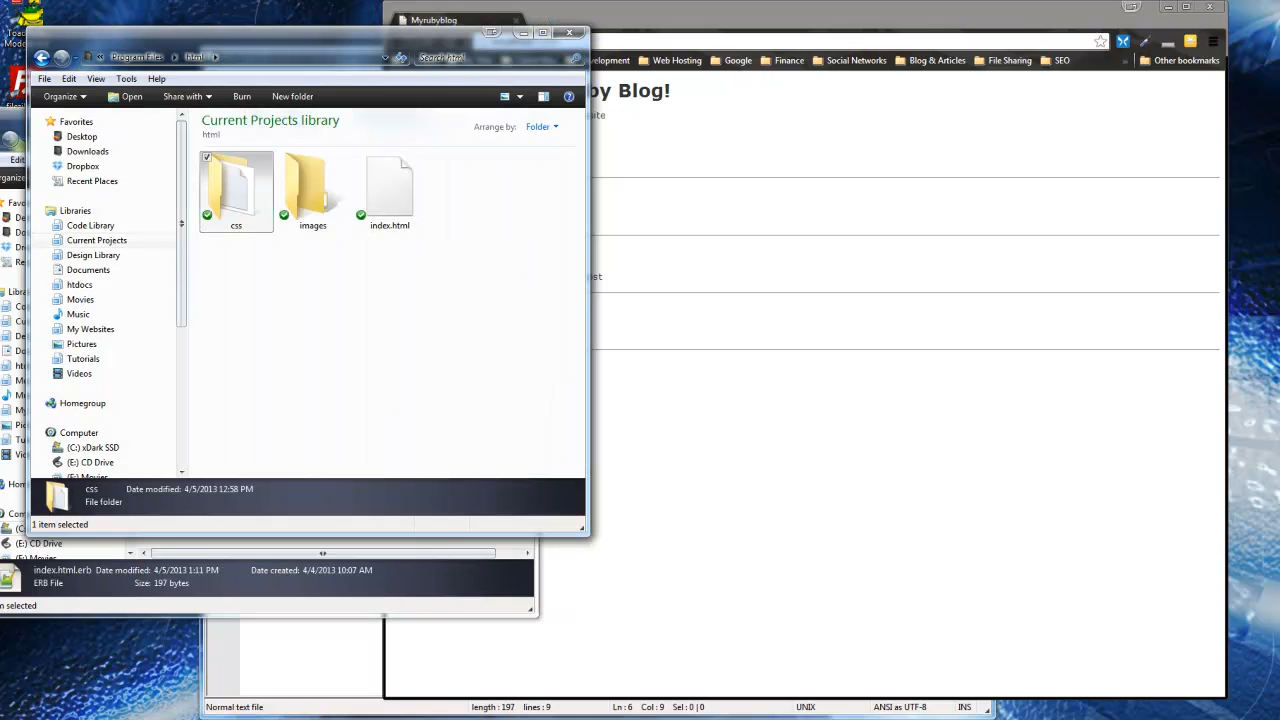 Myrubyblog
Program Files html Search html
elopment Web Hosting Google Finance Social Networks Blog & Articles File Sharing SEO » Other bookmarks
File Edit View Tools Help
Organize Open Share with Burn New folder
by Blog!
Current Projects library
html
Arrange by: Folder
Favorites
Desktop
Downloads
Dropbox
Recent Places
Libraries
Code Library
Current Projects
Design Library
Documents
htdocs
Movies
Music
My Websites
Pictures
Tutorials
Videos
Homegroup
Computer
(C:) xDark SSD
(E:) CD Drive
css images index.html
css Date modified: 4/5/2013 12:58 PM
File folder
1 item selected
(E:) CD Drive
index.html.erb Date modified: 4/5/2013 1:11 PM Date created: 4/4/2013 10:07 AM
ERB File Size: 197 bytes
m selected
Normal text file length : 197 lines : 9 Ln : 6 Col : 9 Sel : 0 | 0 UNIX ANSI as UTF-8 INS